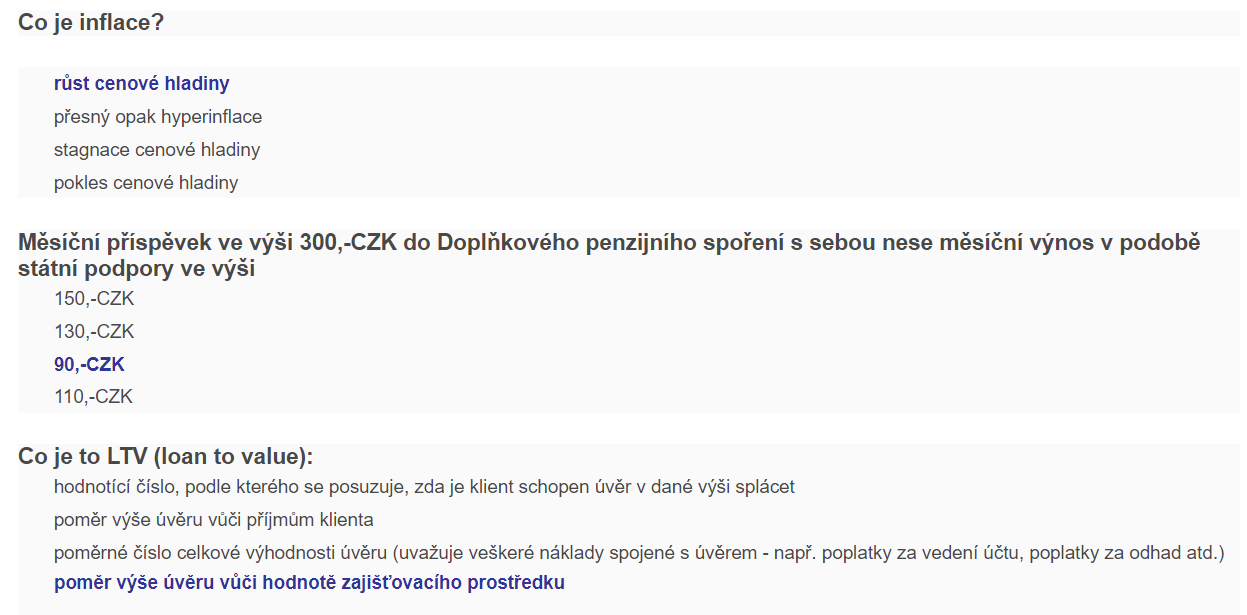 Co je inflace?
růst cenové hladiny
přesný opak hyperinflace
stagnace cenové hladiny
pokles cenové hladiny
Měsíční příspěvek ve výši 300,-CZK do Doplňkového penzijního spoření s sebou nese měsíční výnos v podobě
státní podpory ve výši
150,-CZK
130,-CZK
90,-CZK
110,-CZK
Co je to LTV (loan to value):
hodnotící číslo, podle kterého se posuzuje, zda je klient schopen úvěr v dané výši splácet
poměr výše úvěru vůči příjmům klienta
poměrné číslo celkové výhodnosti úvěru (uvažuje veškeré náklady spojené s úvěrem - např. poplatky za vedení účtu, poplatky za odhad atd.)
poměr výše úvěru vůči hodnotě zajišťovacího prostředku